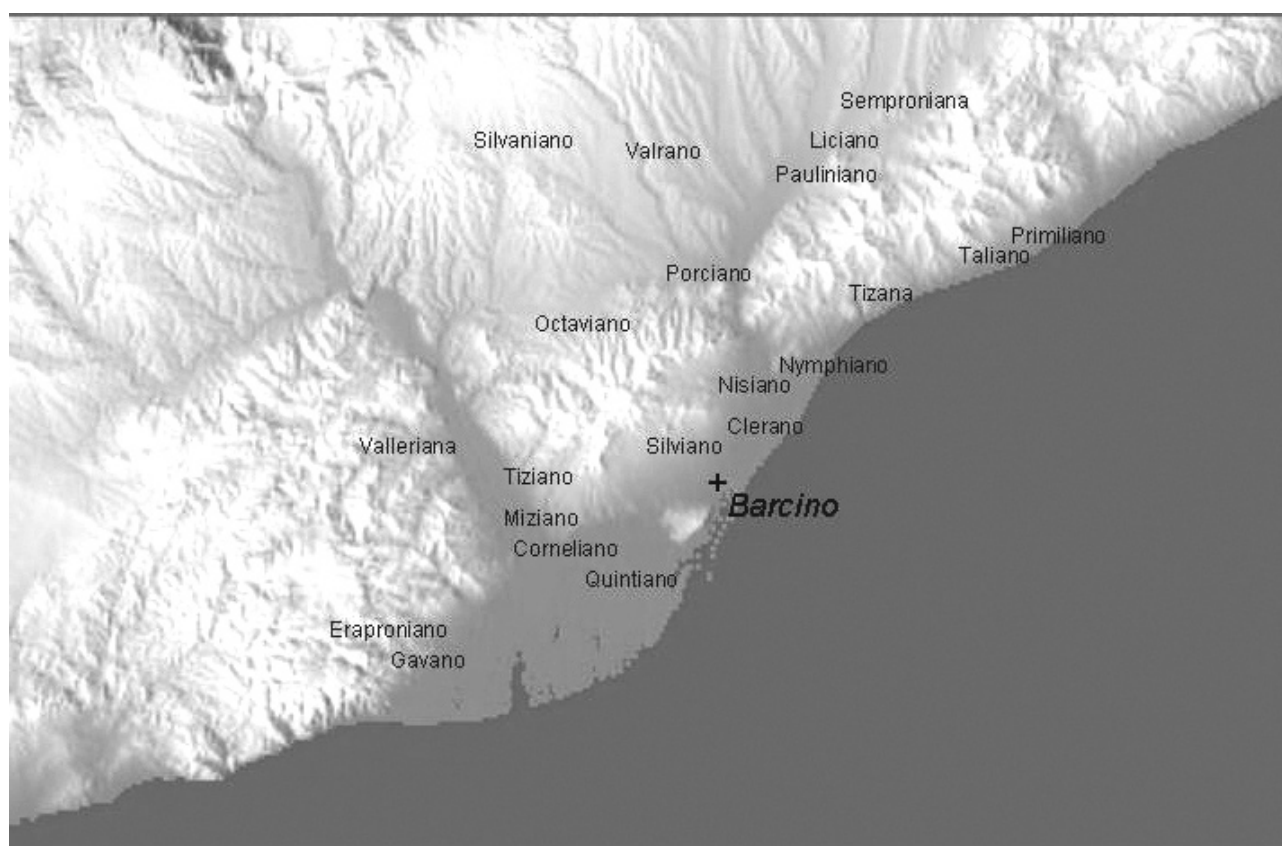 Semproniana
Silvaniano
Liciano
Valrano
Pauliniano
Primiliano
Taliano
Porciano
Tizana
Octaviano
Nymphiano
Nisiano
Clerano
Valleriana
Silviano
Tiziano
Barcino
Miziano
Corneliano
Quintiano
Eraproniano
Gavano